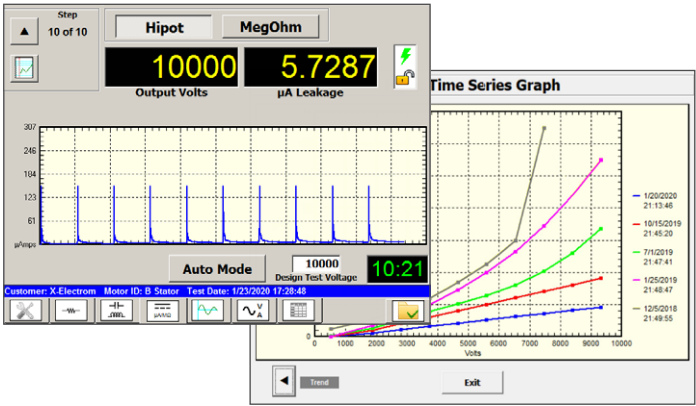 Step
10 of 10
Hipot
MegOhm
10000
5.7287
Output Volts
µA Leakage
307
246
184
123
61
µAmps
Auto Mode
10000
Design Test Voltage
10:21
Customer: X-Electrom Motor ID: B Stator Test Date: 1/23/2020 17:28:48
µA/MΩ
V
A
Time Series Graph
1/20/2020
21:13:46
10/15/2019
21:45:20
7/1/2019
21:47:41
1/25/2019
21:48:47
12/5/2018
21:49:55
0
0 1000 2000 3000 4000 5000 6000 7000 8000 9000 10000
Volts
Trend
Exit